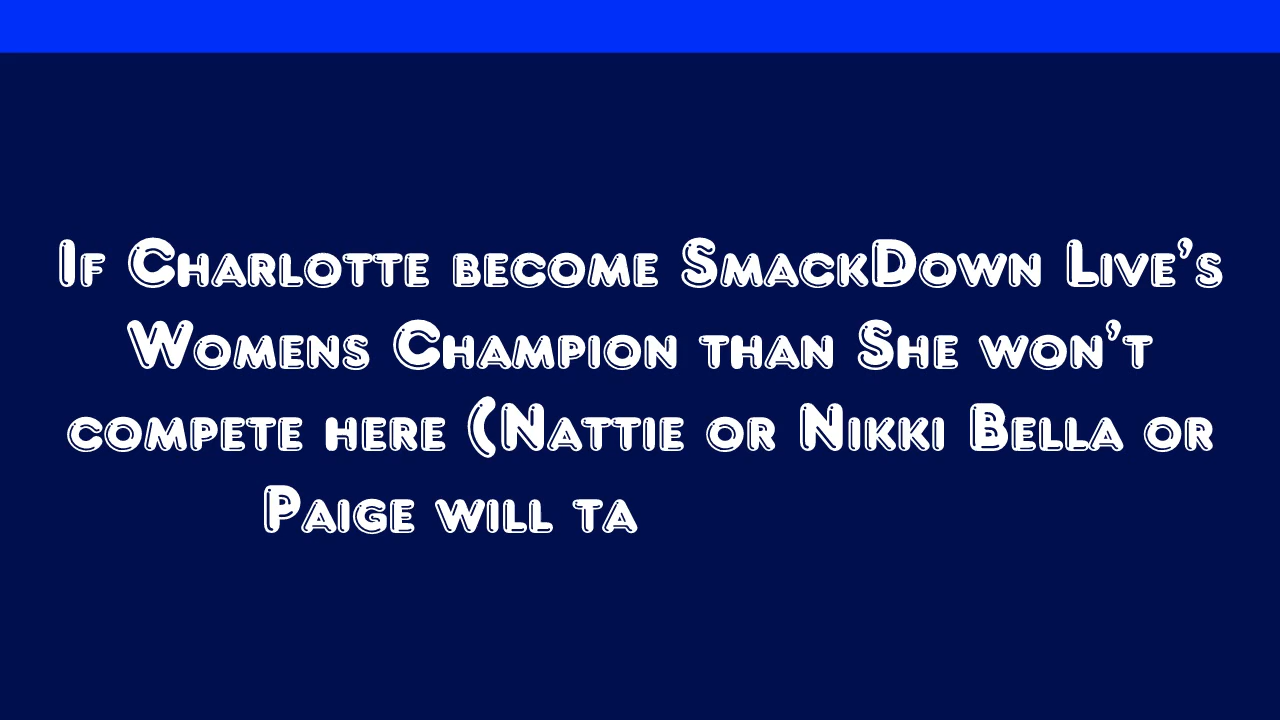 If Charlotte become SmackDown Live's
Womens Champion than She won't
compete here (Nattie or Nikki Bella or
Paige will ta